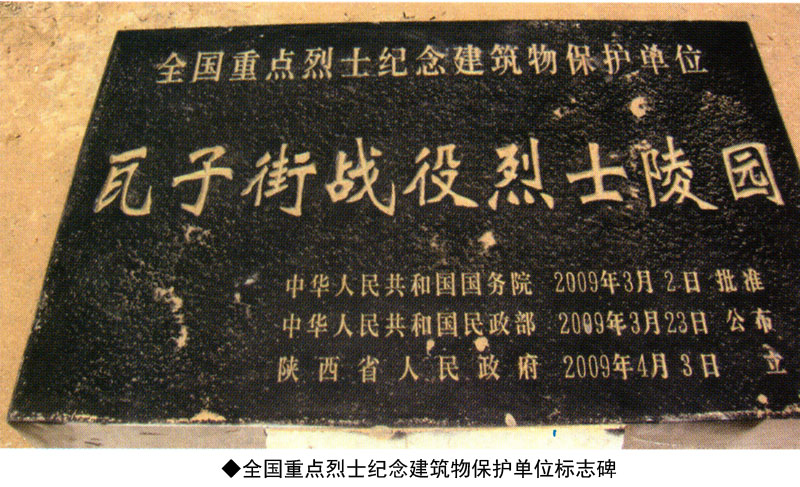 全国重点烈士纪念建筑物保护单位
瓦子街战役烈士陵园
中华人民共和国国务院 2009年3月2日 批准
中华人民共和国民政部 2009年3月23日 公布
陕西省人民政府 2009年4月3日 立
◆全国重点烈士纪念建筑物保护单位标志碑